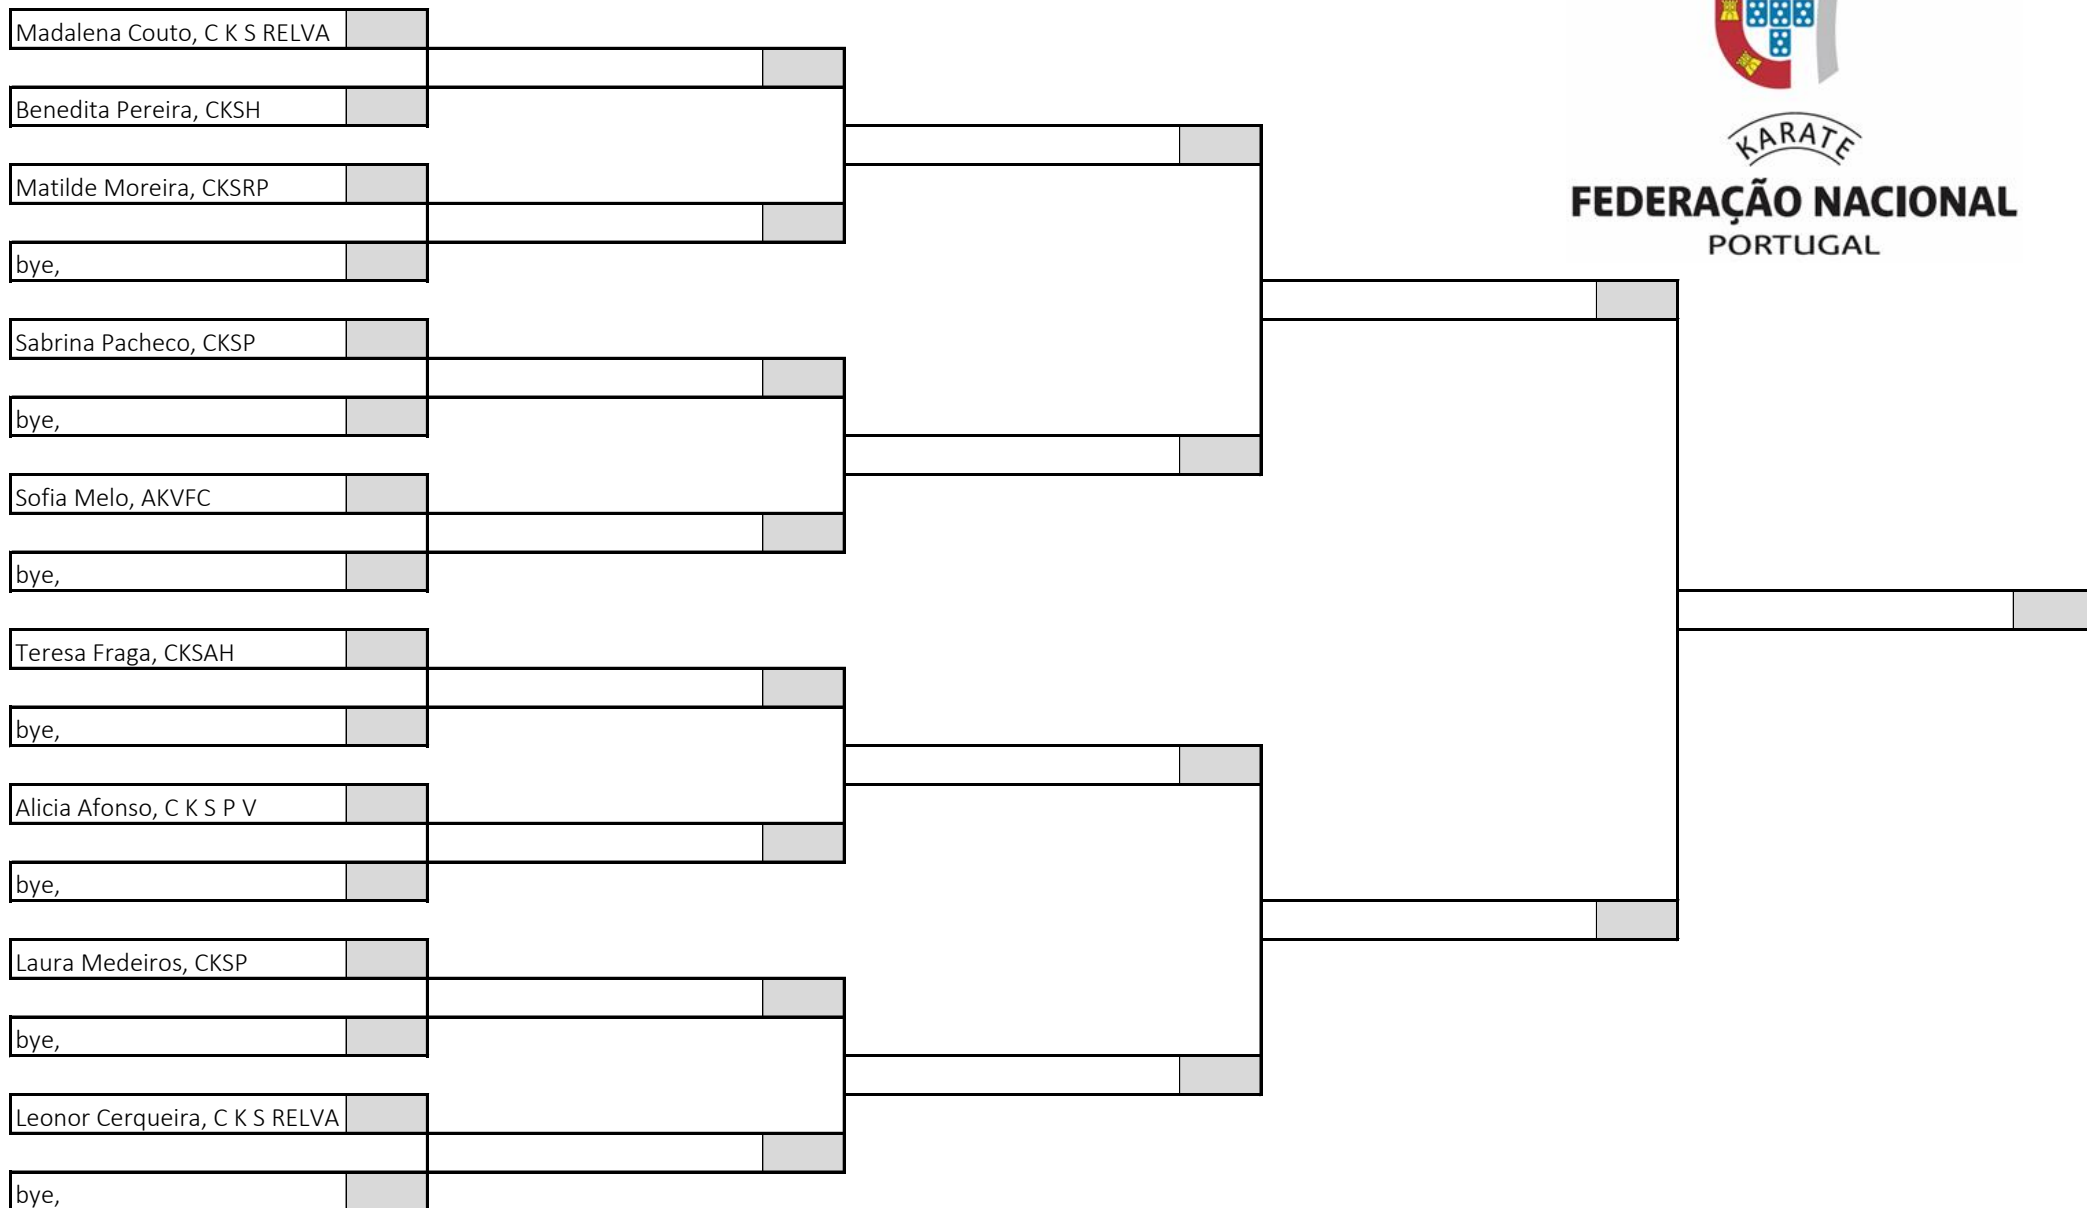 Madalena Couto, C K S RELVA
Benedita Pereira, CKSH
Matilde Moreira, CKSRP
bye,
Sabrina Pacheco, CKSP
bye,
Sofia Melo, AKVFC
bye,
Teresa Fraga, CKSAH
bye,
Alicia Afonso, C K S P V
bye,
Laura Medeiros, CKSP
bye,
Leonor Cerqueira, C K S RELVA
bye,
KARATE
FEDERAÇÃO NACIONAL
PORTUGAL